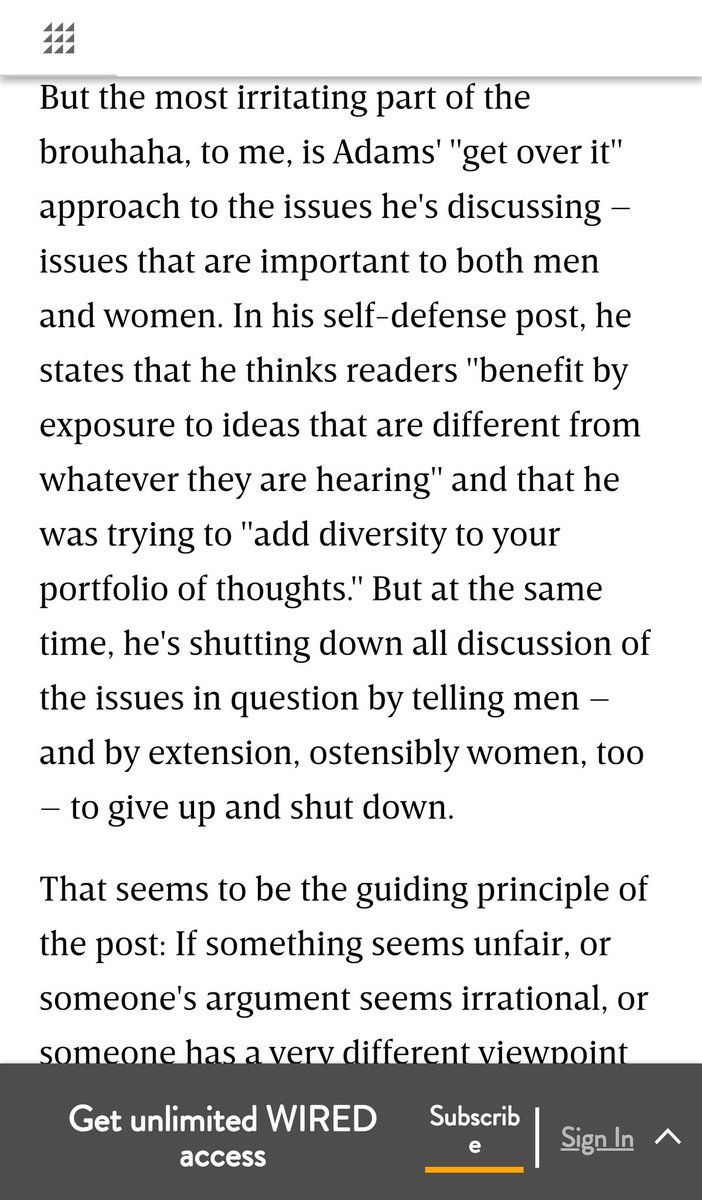 But the most irritating part of the
brouhaha, to me, is Adams' "get over it"
approach to the issues he's discussing –
issues that are important to both men
and women. In his self-defense post, he
states that he thinks readers "benefit by
exposure to ideas that are different from
whatever they are hearing" and that he
was trying to "add diversity to your
portfolio of thoughts." But at the same
time, he's shutting down all discussion of
the issues in question by telling men –
and by extension, ostensibly women, too
– to give up and shut down.
That seems to be the guiding principle of
the post: If something seems unfair, or
someone's argument seems irrational, or
someone has a very different viewpoint
Get unlimited WIRED
access
Subscrib
e
Sign In